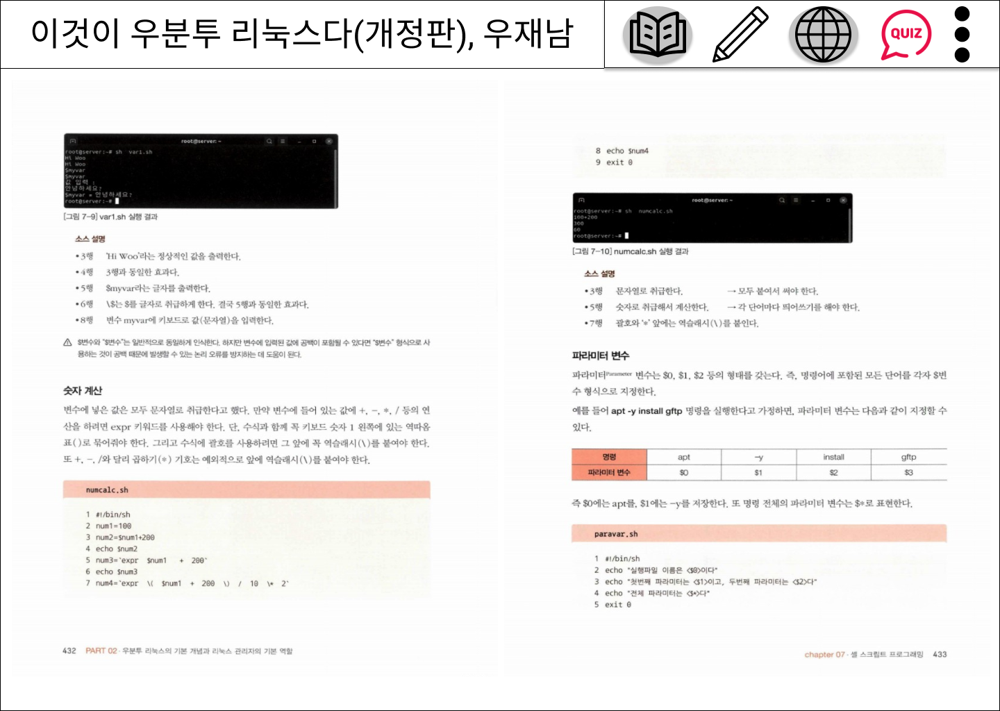 이것이 우분투 리눅스다(개정판), 우재남
QUIZ
root@server: ~
root@server:~# sh  var1.sh
Hi Woo
Hi Woo
$myvar
$myvar
값 입력 :
안녕하세요?
$myvar = 안녕하세요?
root@server:~#
[그림 7-9] var1.sh 실행 결과
소스 설명
• 3행 'Hi Woo'라는 정상적인 값을 출력한다.
• 4행 3행과 동일한 효과다.
• 5행 $myvar라는 글자를 출력한다.
• 6행 \$는 $를 글자로 취급하게 한다. 결국 5행과 동일한 효과다.
• 8행 변수 myvar에 키보드로 값(문자열)을 입력한다.
$변수와 "$변수"는 일반적으로 동일하게 인식한다. 하지만 변수에 입력된 값에 공백이 포함될 수 있다면 "$변수" 형식으로 사
용하는 것이 공백 때문에 발생할 수 있는 논리 오류를 방지하는 데 도움이 된다.
숫자 계산
변수에 넣은 값은 모두 문자열로 취급한다고 했다. 만약 변수에 들어 있는 값에 +, -, *, / 등의 연
산을 하려면 expr 키워드를 사용해야 한다. 단, 수식과 함께 꼭 키보드 숫자 1 왼쪽에 있는 역따옴
표(`)로 묶어줘야 한다. 그리고 수식에 괄호를 사용하려면 그 앞에 꼭 역슬래시(\)를 붙여야 한다.
또 +, -, /와 달리 곱하기(*) 기호는 예외적으로 앞에 역슬래시(\)를 붙여야 한다.
numcalc.sh
1 #!/bin/sh
2 num1=100
3 num2=$num1+200
4 echo $num2
5 num3=`expr  $num1  +  200`
6 echo $num3
7 num4=`expr  \(  $num1  +  200  \)  /  10  \*  2`
432 PART 02 · 우분투 리눅스의 기본 개념과 리눅스 관리자의 기본 역할
8 echo $num4
9 exit 0
root@server: ~
root@server:~# sh  numcalc.sh
100+200
300
60
root@server:~#
[그림 7-10] numcalc.sh 실행 결과
소스 설명
• 3행 문자열로 취급한다. → 모두 붙여서 써야 한다.
• 5행 숫자로 취급해서 계산한다. → 각 단어마다 띄어쓰기를 해야 한다.
• 7행 괄호와 '*' 앞에는 역슬래시(\)를 붙인다.
파라미터 변수
파라미터Parameter 변수는 $0, $1, $2 등의 형태를 갖는다. 즉, 명령어에 포함된 모든 단어를 각자 $변
수 형식으로 지정한다.
예를 들어 apt -y install gftp 명령을 실행한다고 가정하면, 파라미터 변수는 다음과 같이 지정할 수
있다.
명령 apt -y install gftp
파라미터 변수 $0 $1 $2 $3
즉 $0에는 apt를, $1에는 -y를 저장한다. 또 명령 전체의 파라미터 변수는 $*로 표현한다.
paravar.sh
1 #!/bin/sh
2 echo "실행파일 이름은 <$0>이다"
3 echo "첫번째 파라미터는 <$1>이고, 두번째 파라미터는 <$2>다"
4 echo "전체 파라미터는 <$*>다"
5 exit 0
chapter 07 · 셸 스크립트 프로그래밍 433